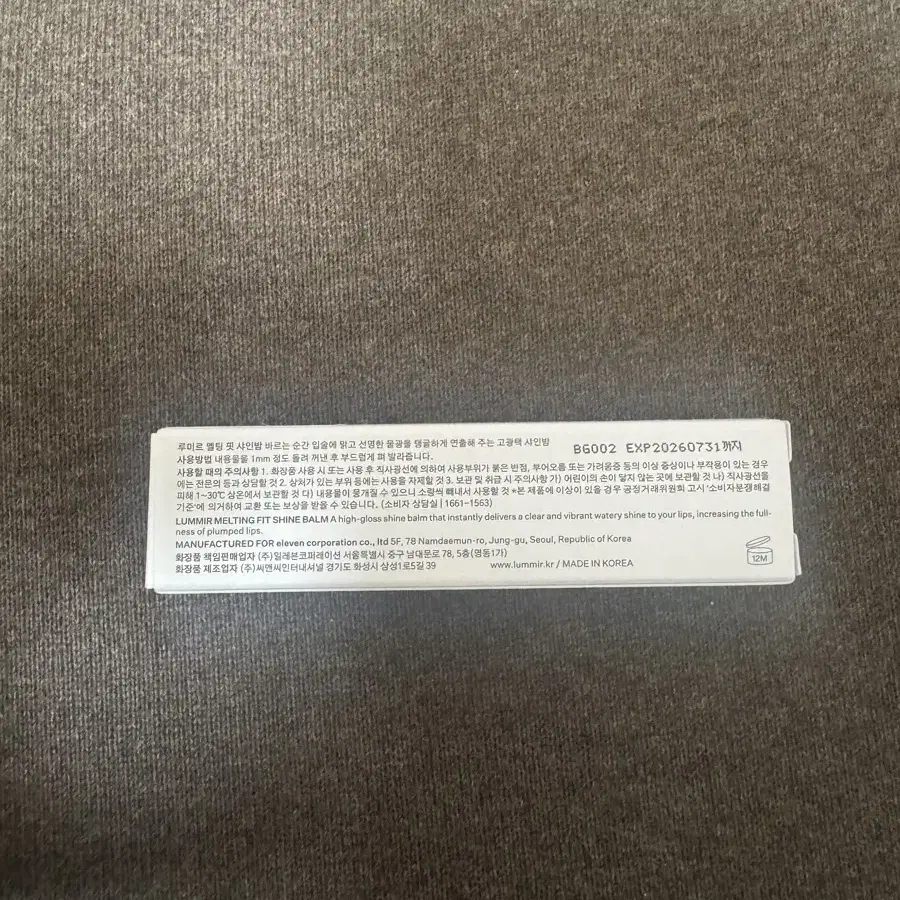 루미르 멜팅 핏 샤인밤 바르는 순간 입술에 맑고 선명한 물광을 탱글하게 연출해 주는 고광택 샤인밤
BG002 EXP20260731까지
사용방법 내용물을 1mm 정도 돌려 꺼낸 후 부드럽게 펴 발라줍니다.
사용할 때의 주의사항 1. 화장품 사용 시 또는 사용 후 직사광선에 의하여 사용부위가 붉은 반점, 부어오름 또는 가려움증 등의 이상 증상이나 부작용이 있는 경우
에는 전문의 등과 상담할 것 2. 상처가 있는 부위 등에는 사용을 자제할 것 3. 보관 및 취급 시 주의사항 가) 어린이의 손이 닿지 않는 곳에 보관할 것 나) 직사광선을
피해 1~30℃ 상온에서 보관할 것 다) 내용물이 뭉개질 수 있으니 소량씩 빼내서 사용할 것 *본 제품에 이상이 있을 경우 공정거래위원회 고시 '소비자분쟁해결
기준'에 의거하여 교환 또는 보상을 받을 수 있습니다. (소비자 상담실 | 1661-1563)
LUMMIR MELTING FIT SHINE BALM A high-gloss shine balm that instantly delivers a clear and vibrant watery shine to your lips, increasing the full-
ness of plumped lips.
MANUFACTURED FOR eleven corporation co., ltd 5F, 78 Namdaemun-ro, Jung-gu, Seoul, Republic of Korea
화장품 책임판매업자 (주)일레븐코퍼레이션 서울특별시 중구 남대문로 78, 5층(명동1가)
화장품 제조업자 (주)씨앤씨인터내셔널 경기도 화성시 삼성1로5길 39
www.lummir.kr / MADE IN KOREA
12M